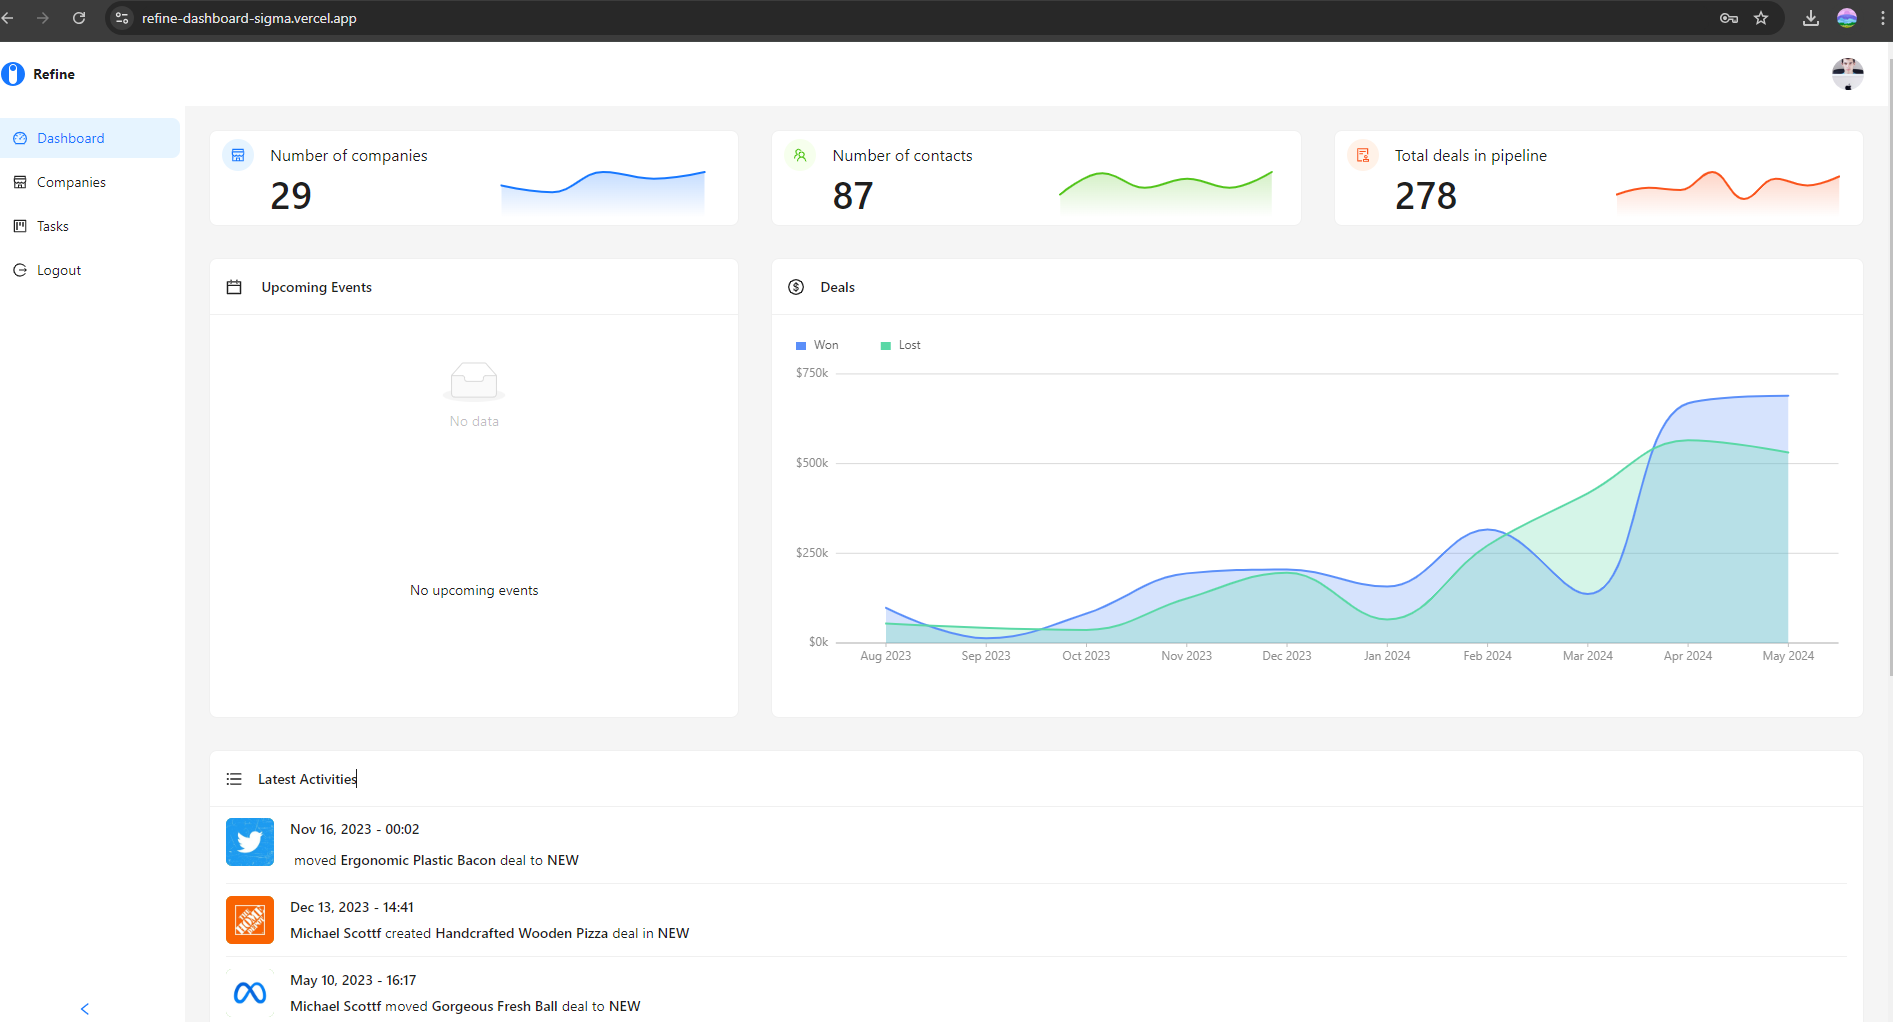 refine-dashboard-sigma.vercel.app
Refine
Dashboard
Companies
Tasks
Logout
Number of companies
29
Number of contacts
87
Total deals in pipeline
278
Upcoming Events
No data
No upcoming events
Deals
Won Lost
$750k
$500k
$250k
$0k
Aug 2023 Sep 2023 Oct 2023 Nov 2023 Dec 2023 Jan 2024 Feb 2024 Mar 2024 Apr 2024 May 2024
Latest Activities
Nov 16, 2023 - 00:02
moved Ergonomic Plastic Bacon deal to NEW
THE HOME DEPOT
Dec 13, 2023 - 14:41
Michael Scottf created Handcrafted Wooden Pizza deal in NEW
May 10, 2023 - 16:17
Michael Scottf moved Gorgeous Fresh Ball deal to NEW